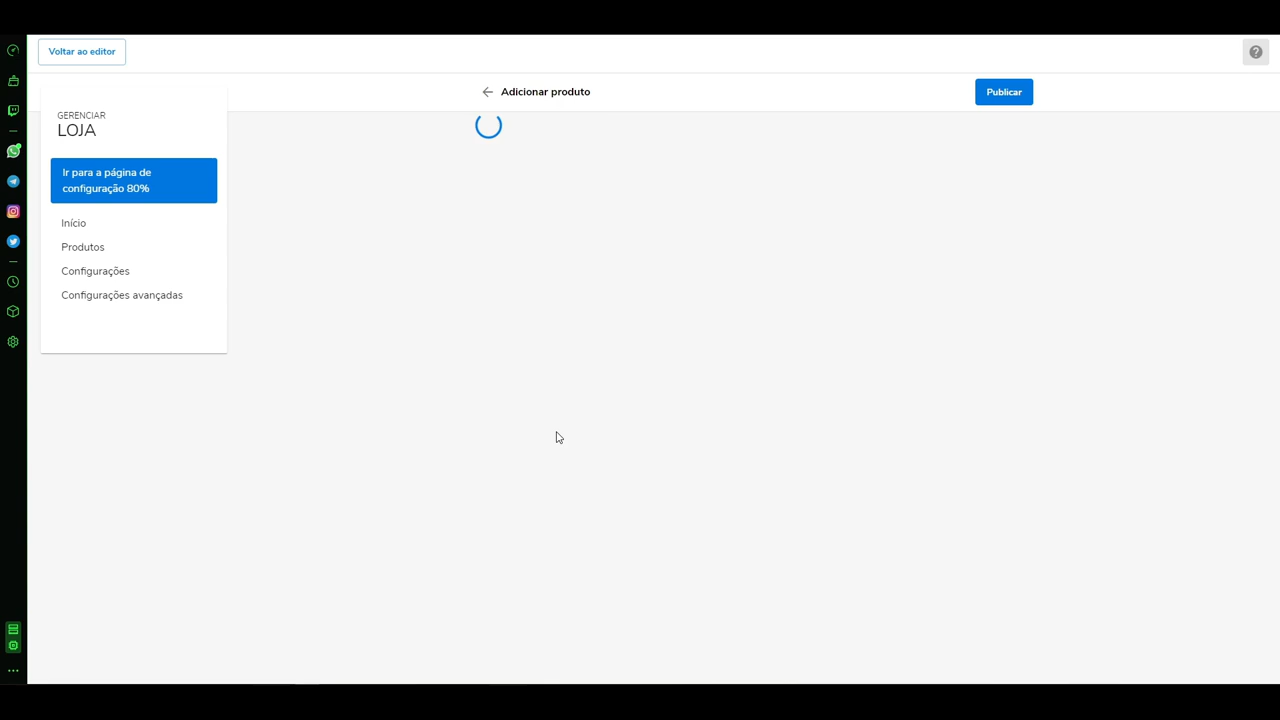 Voltar ao editor
Adicionar produto
Publicar
GERENCIAR
LOJA
Ir para a página de
configuração 80%
Início
Produtos
Configurações
Configurações avançadas